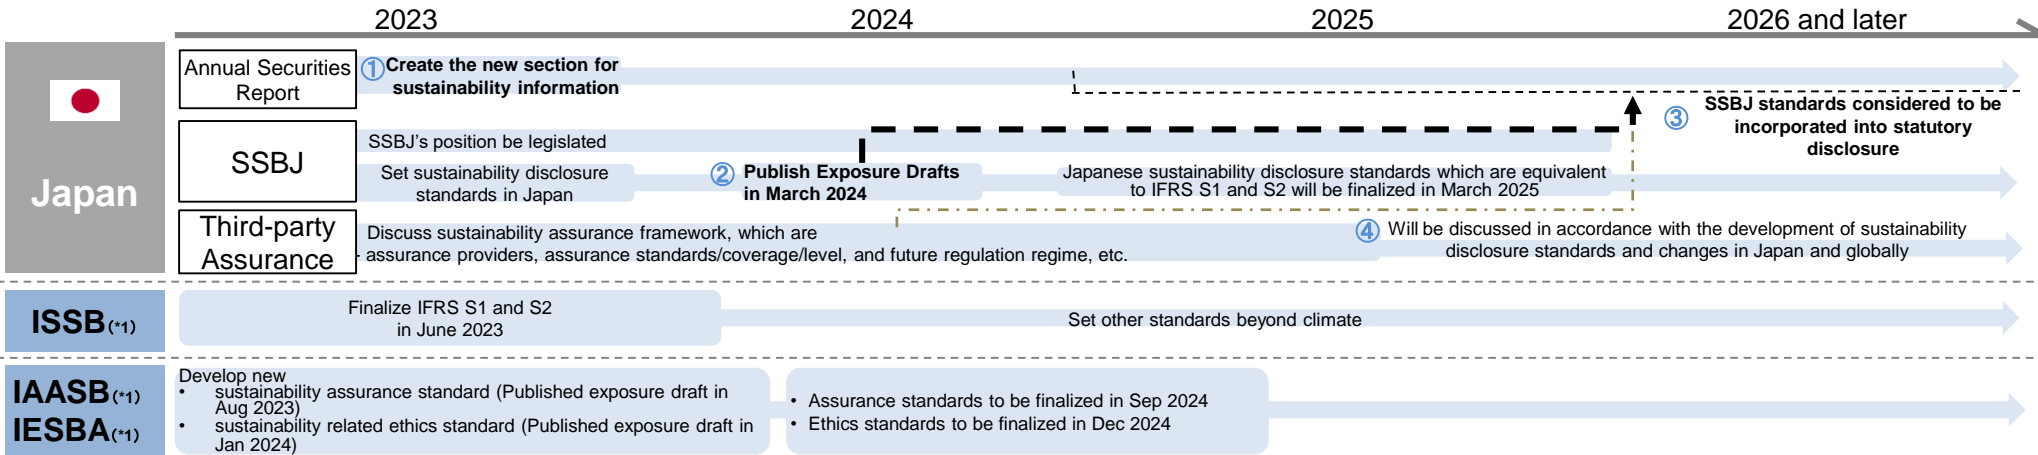 2023
2024
2025
2026 and later
Japan
Annual Securities
Report
①Create the new section for
sustainability information
③ SSBJ standards considered to be
incorporated into statutory
disclosure
SSBJ
SSBJ's position be legislated
Set sustainability disclosure
standards in Japan
② Publish Exposure Drafts
in March 2024
Japanese sustainability disclosure standards which are equivalent
to IFRS S1 and S2 will be finalized in March 2025
Third-party
Assurance
Discuss sustainability assurance framework, which are
- assurance providers, assurance standards/coverage/level, and future regulation regime, etc.
④ Will be discussed in accordance with the development of sustainability
disclosure standards and changes in Japan and globally
ISSB(*1)
Finalize IFRS S1 and S2
in June 2023
Set other standards beyond climate
IAASB(*1)
IESBA(*1)
Develop new
• sustainability assurance standard (Published exposure draft in
Aug 2023)
• sustainability related ethics standard (Published exposure draft in
Jan 2024)
• Assurance standards to be finalized in Sep 2024
• Ethics standards to be finalized in Dec 2024